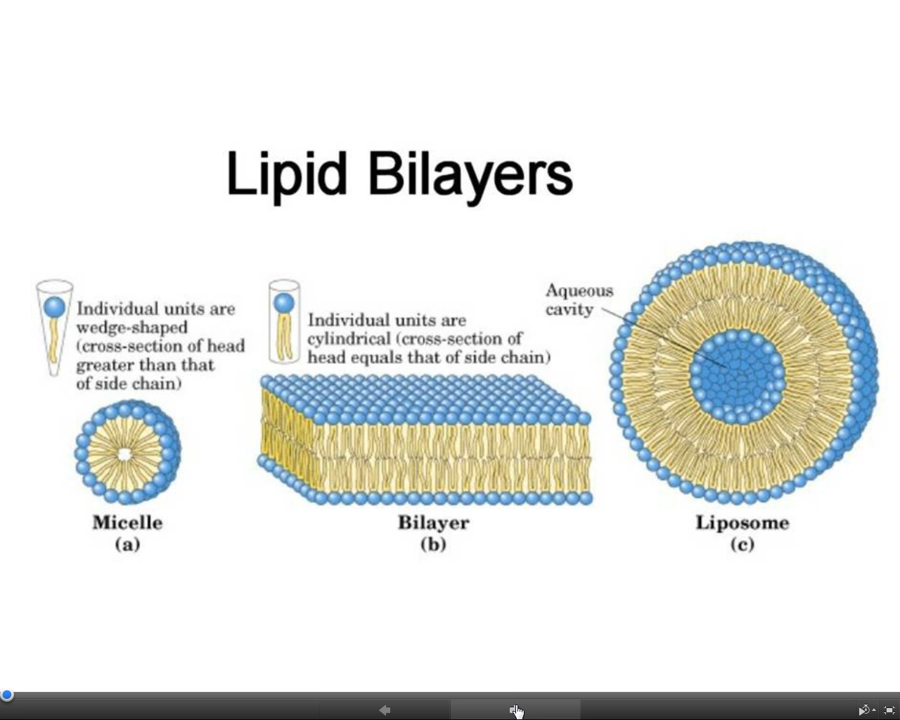 Lipid Bilayers
Individual units are
wedge-shaped
(cross-section of head
greater than that
of side chain)
Individual units are
cylindrical (cross-section of
head equals that of side chain)
Aqueous
cavity
Micelle
(a)
Bilayer
(b)
Liposome
(c)